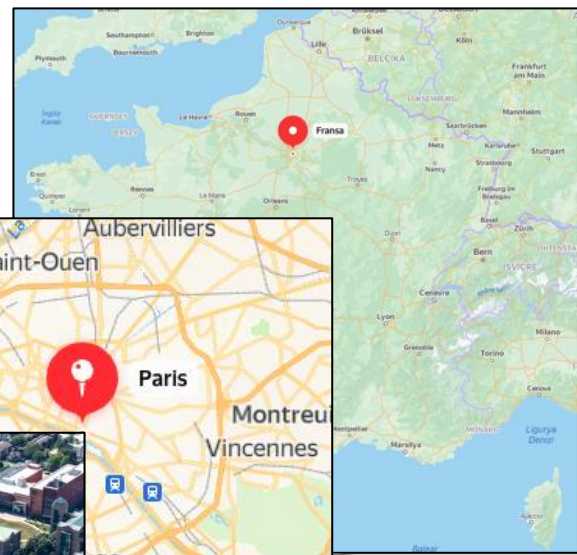 Southampton
Brighton
Dunkerque
Brüksel
Köln
Plymouth
Bournemouth
Lille
BELÇİKA
Frankfurt
am Main
İngiliz
Kanalı
GUERNSEY
JERSEY
Le Havre
Rouen
Fransa
LÜKSEMBURG
Mannheim
Saarbrücken
Metz
Karlsruhe
Stuttgart
Brest
Quimper
Rennes
Le Mans
Troyes
Nancy
Strasbourg
Lorient
Orleans
Freiburg im
Breisgau
Dijon
Basel
Zürih
Bern
İSVİÇRE
Cenevre
Lyon
Grenoble
Milano
Torino
Cenova
Montpellier
Marsilya
MONAKO
Ligurya
Denizi
Ajaccio
Aubervilliers
aint-Ouen
Paris
Montreui
Vincennes